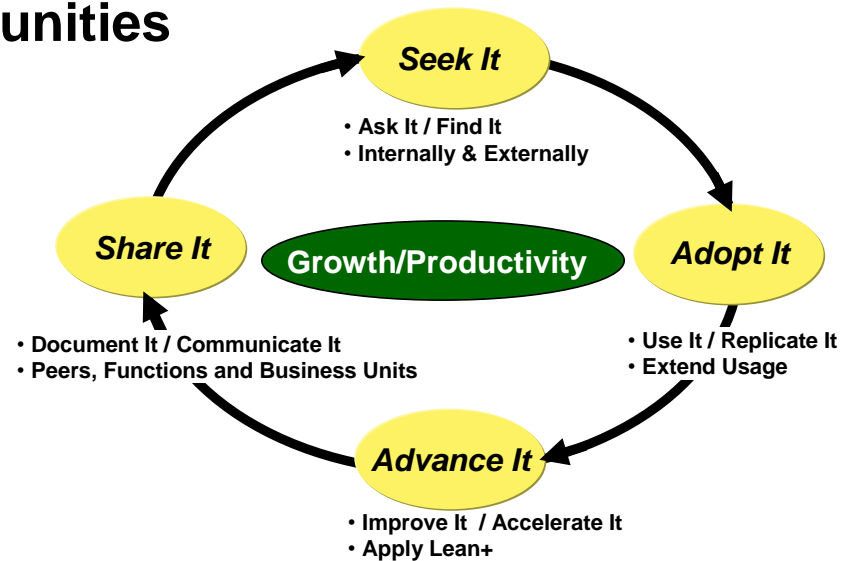 unities
Seek It
• Ask It / Find It
• Internally & Externally
Share It
Growth/Productivity
Adopt It
• Document It / Communicate It
• Peers, Functions and Business Units
• Use It / Replicate It
• Extend Usage
Advance It
• Improve It / Accelerate It
• Apply Lean+